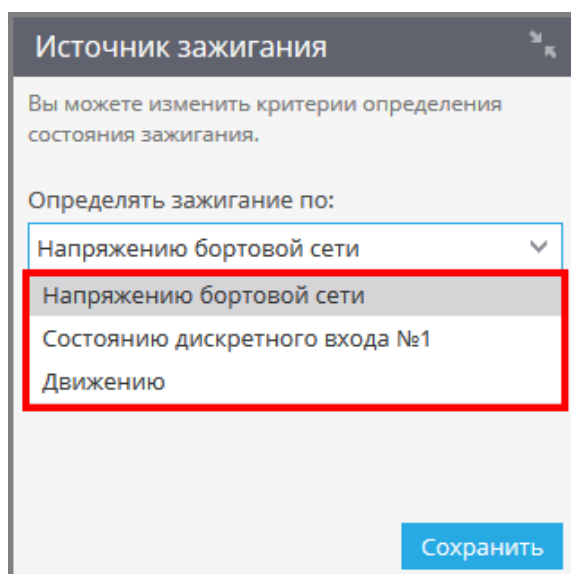 Источник зажигания
Вы можете изменить критерии определения
состояния зажигания.
Определять зажигание по:
Напряжению бортовой сети
Напряжению бортовой сети
Состоянию дискретного входа №1
Движению
Сохранить